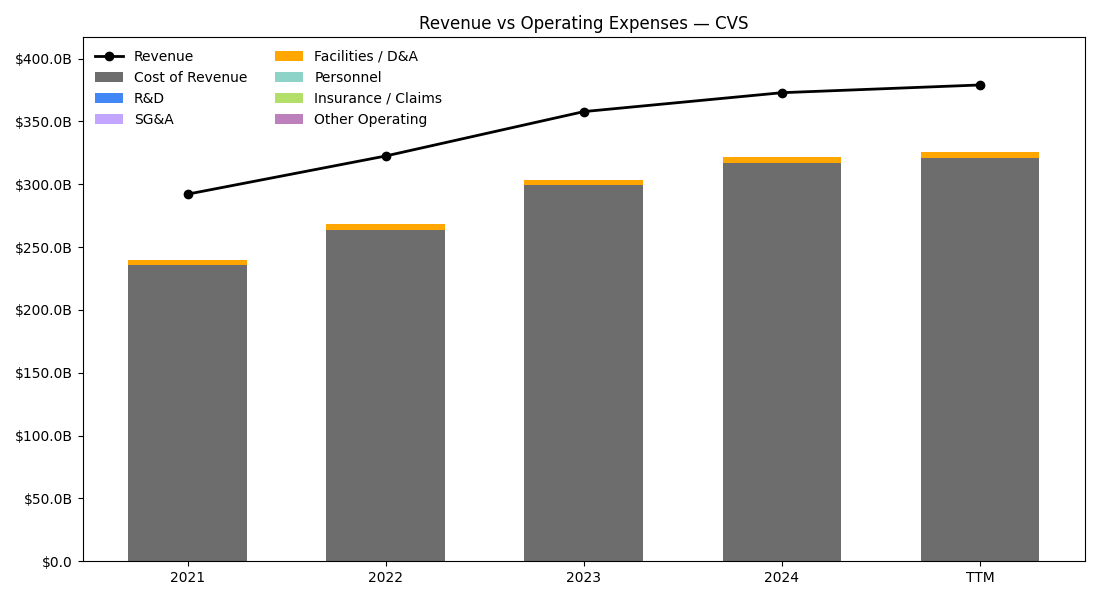 Revenue vs Operating Expenses — CVS
$400.0B
$350.0B
$300.0B
$250.0B
$200.0B
$150.0B
$100.0B
$50.0B
$0.0
Revenue
Cost of Revenue
R&D
SG&A
Facilities / D&A
Personnel
Insurance / Claims
Other Operating
2021
2022
2023
2024
TTM